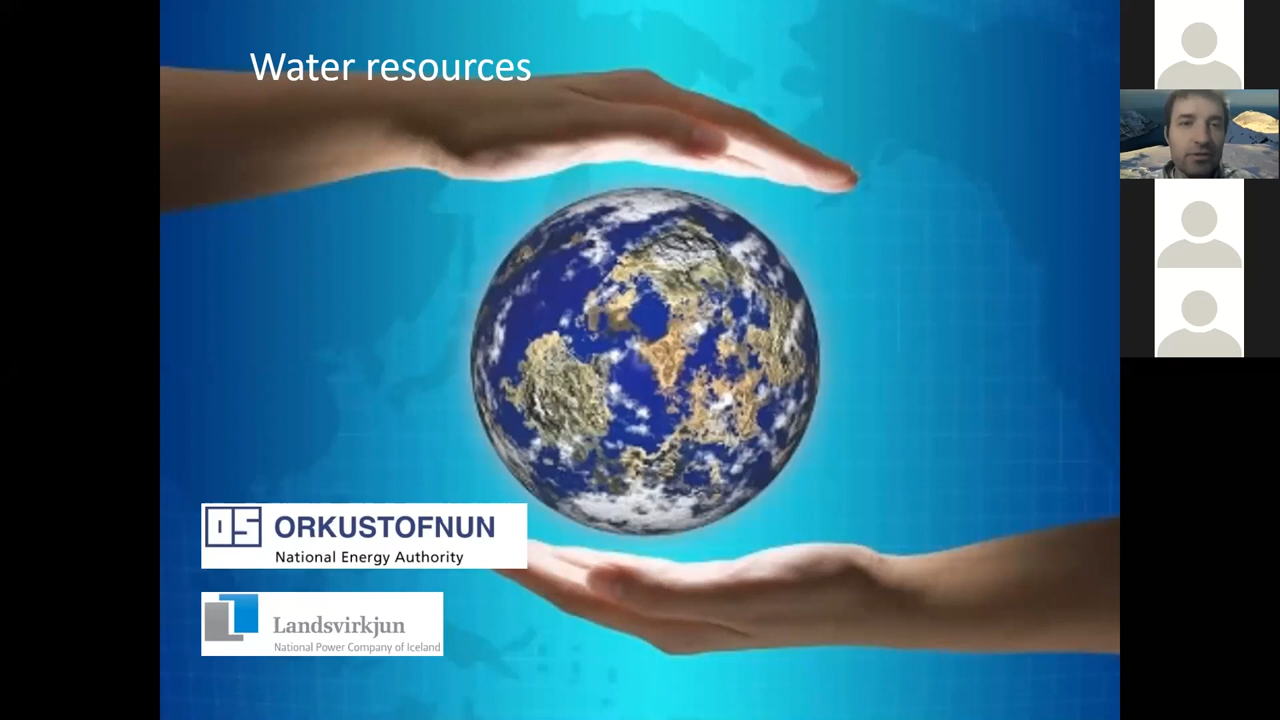 Water resources
OS ORKUSTOFNUN
National Energy Authority
Landsvirkjun
National Power Company of Iceland